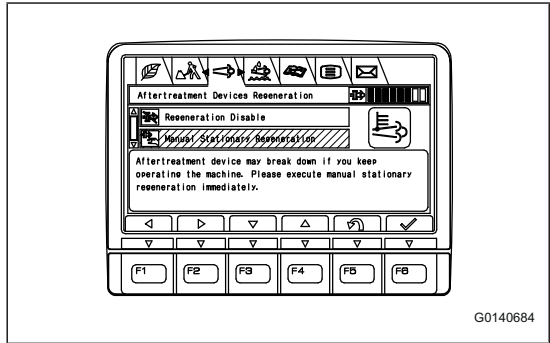 Aftertreatment Devices Regeneration
Regeneration Disable
Manual Stationary Regeneration
Aftertreatment device may break down if you keep
operating the machine. Please execute manual stationary
regeneration immediately.
F1 F2 F3 F4 F5 F6
G0140684